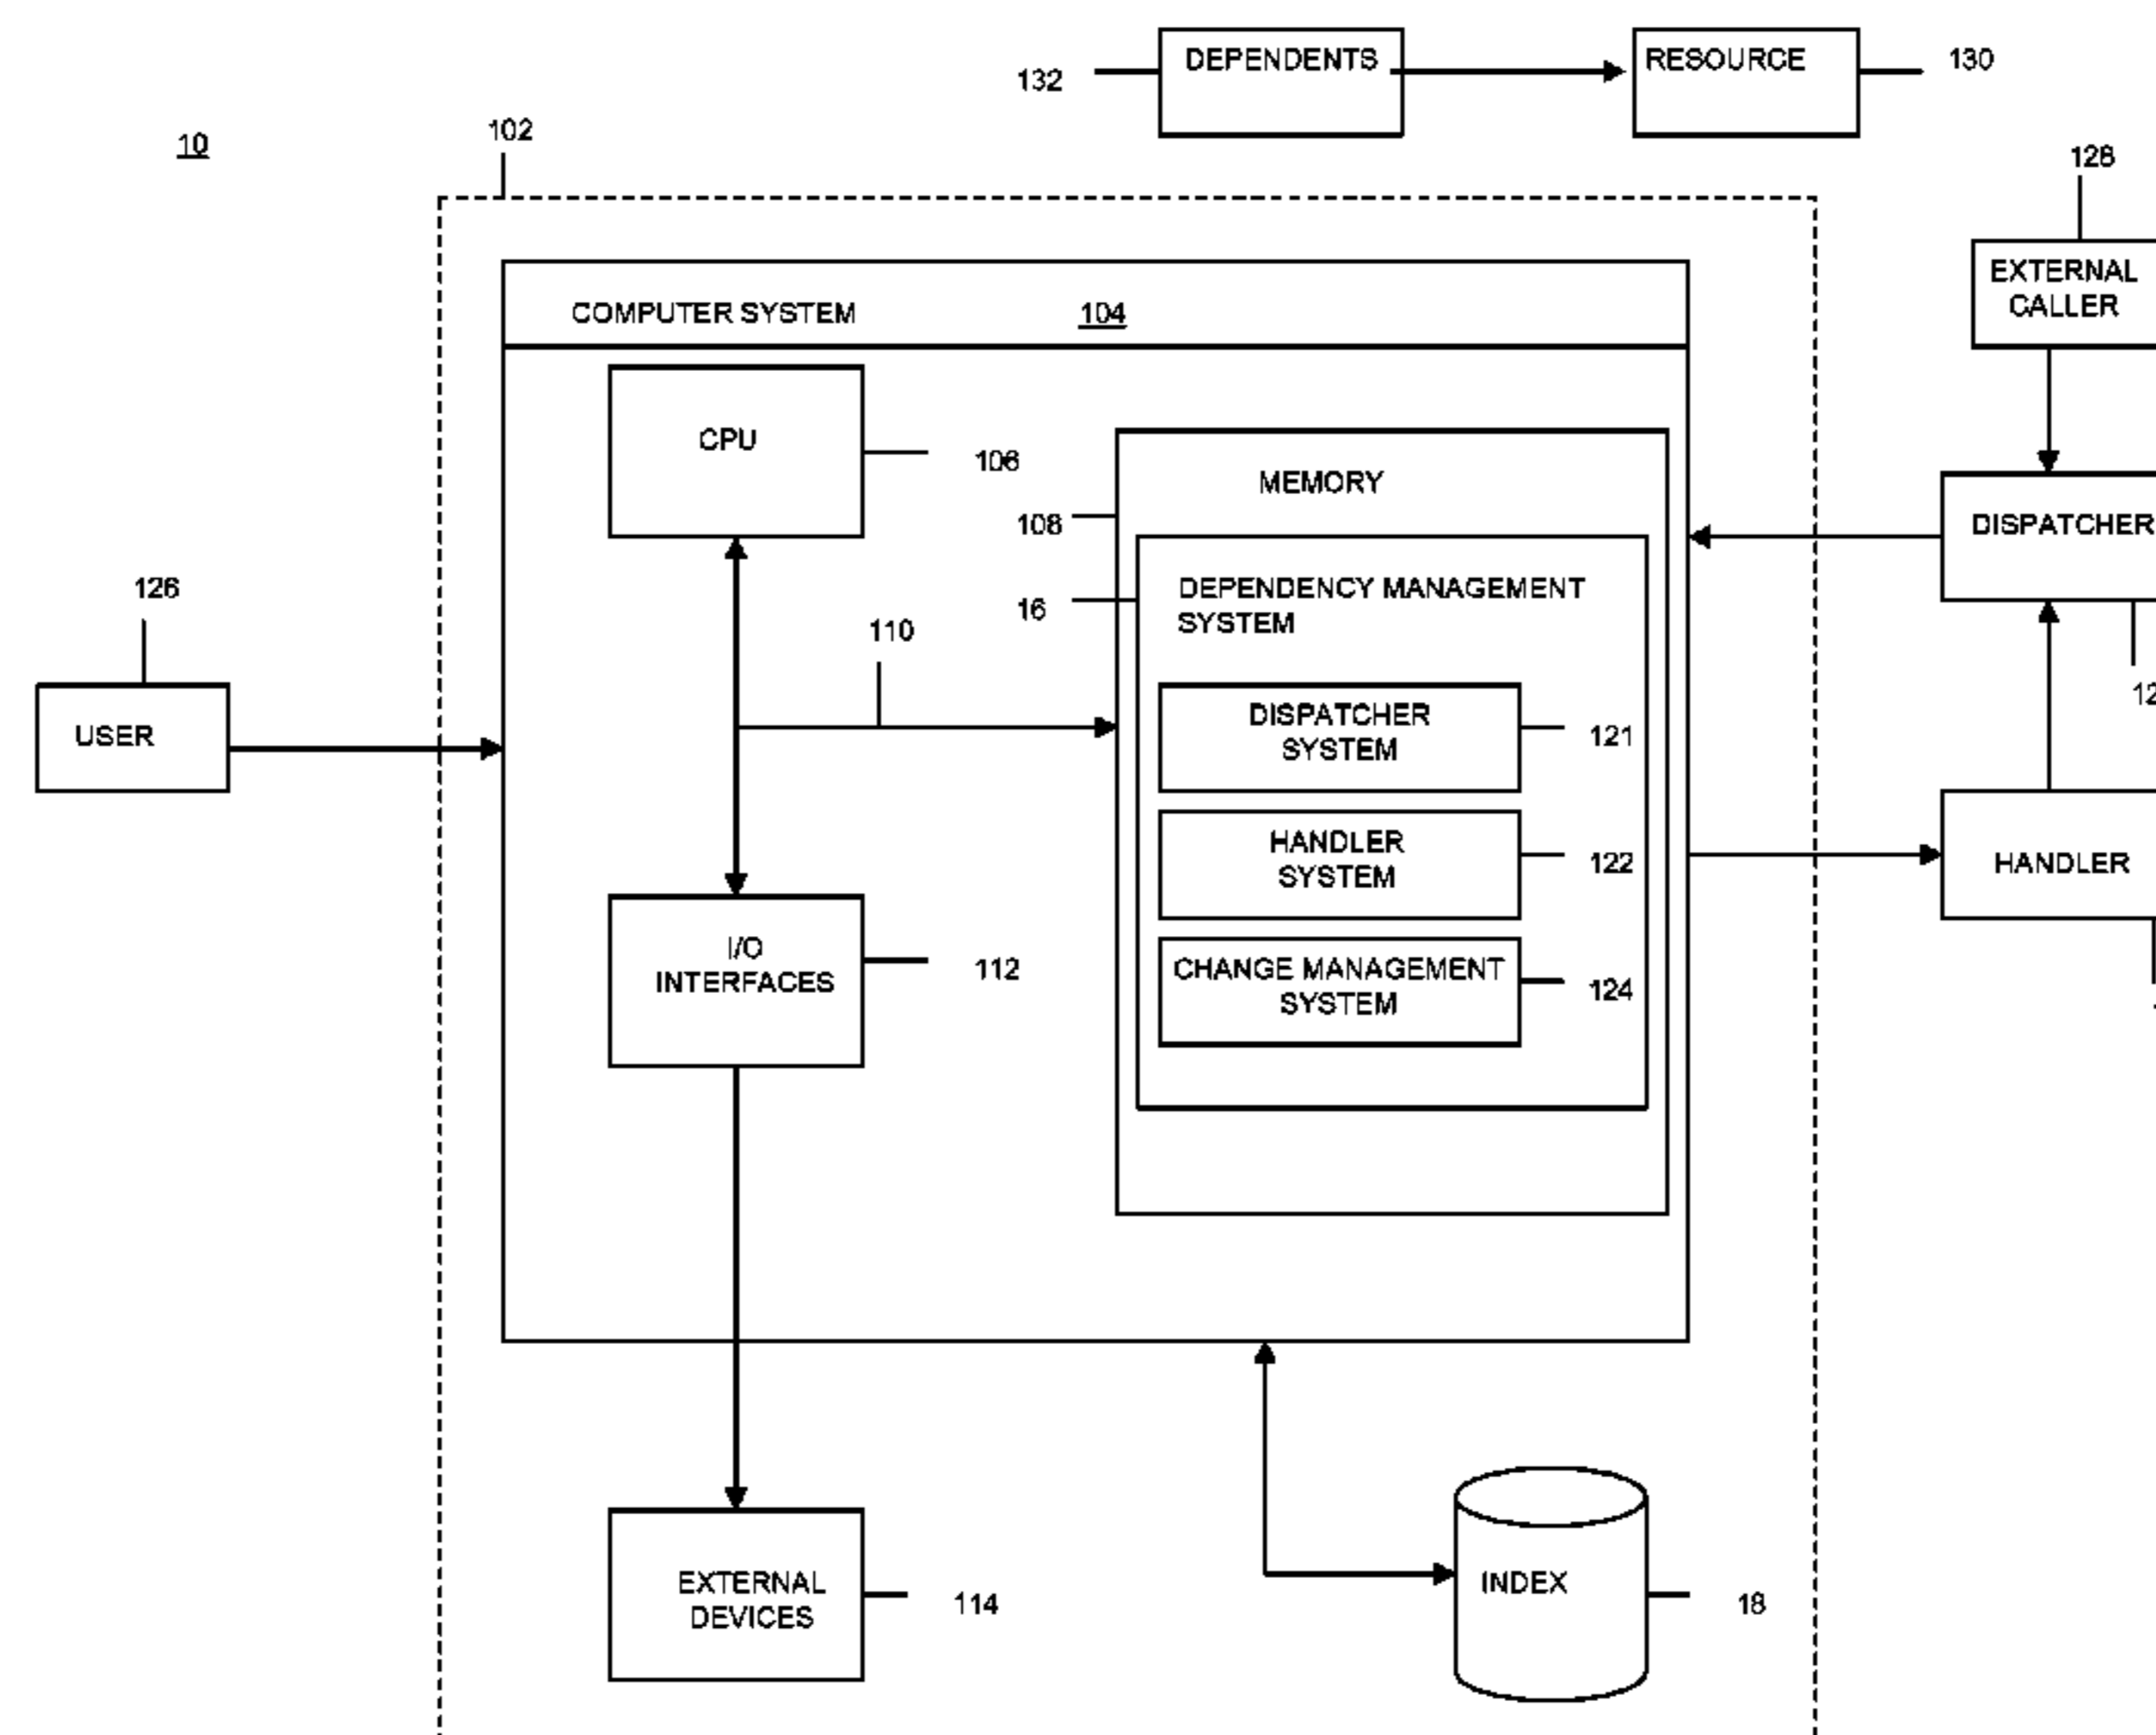 DEPENDENTS
RESOURCE
132
130
10
102
128
EXTERNAL
CALLER
COMPUTER SYSTEM 104
CPU
106
MEMORY
108
DISPATCHER
DEPENDENCY MANAGEMENT
SYSTEM
16
126
110
USER
DISPATCHER
SYSTEM
121
HANDLER
SYSTEM
122
HANDLER
I/O
INTERFACES
112
CHANGE MANAGEMENT
SYSTEM
124
EXTERNAL
DEVICES
114
INDEX
18